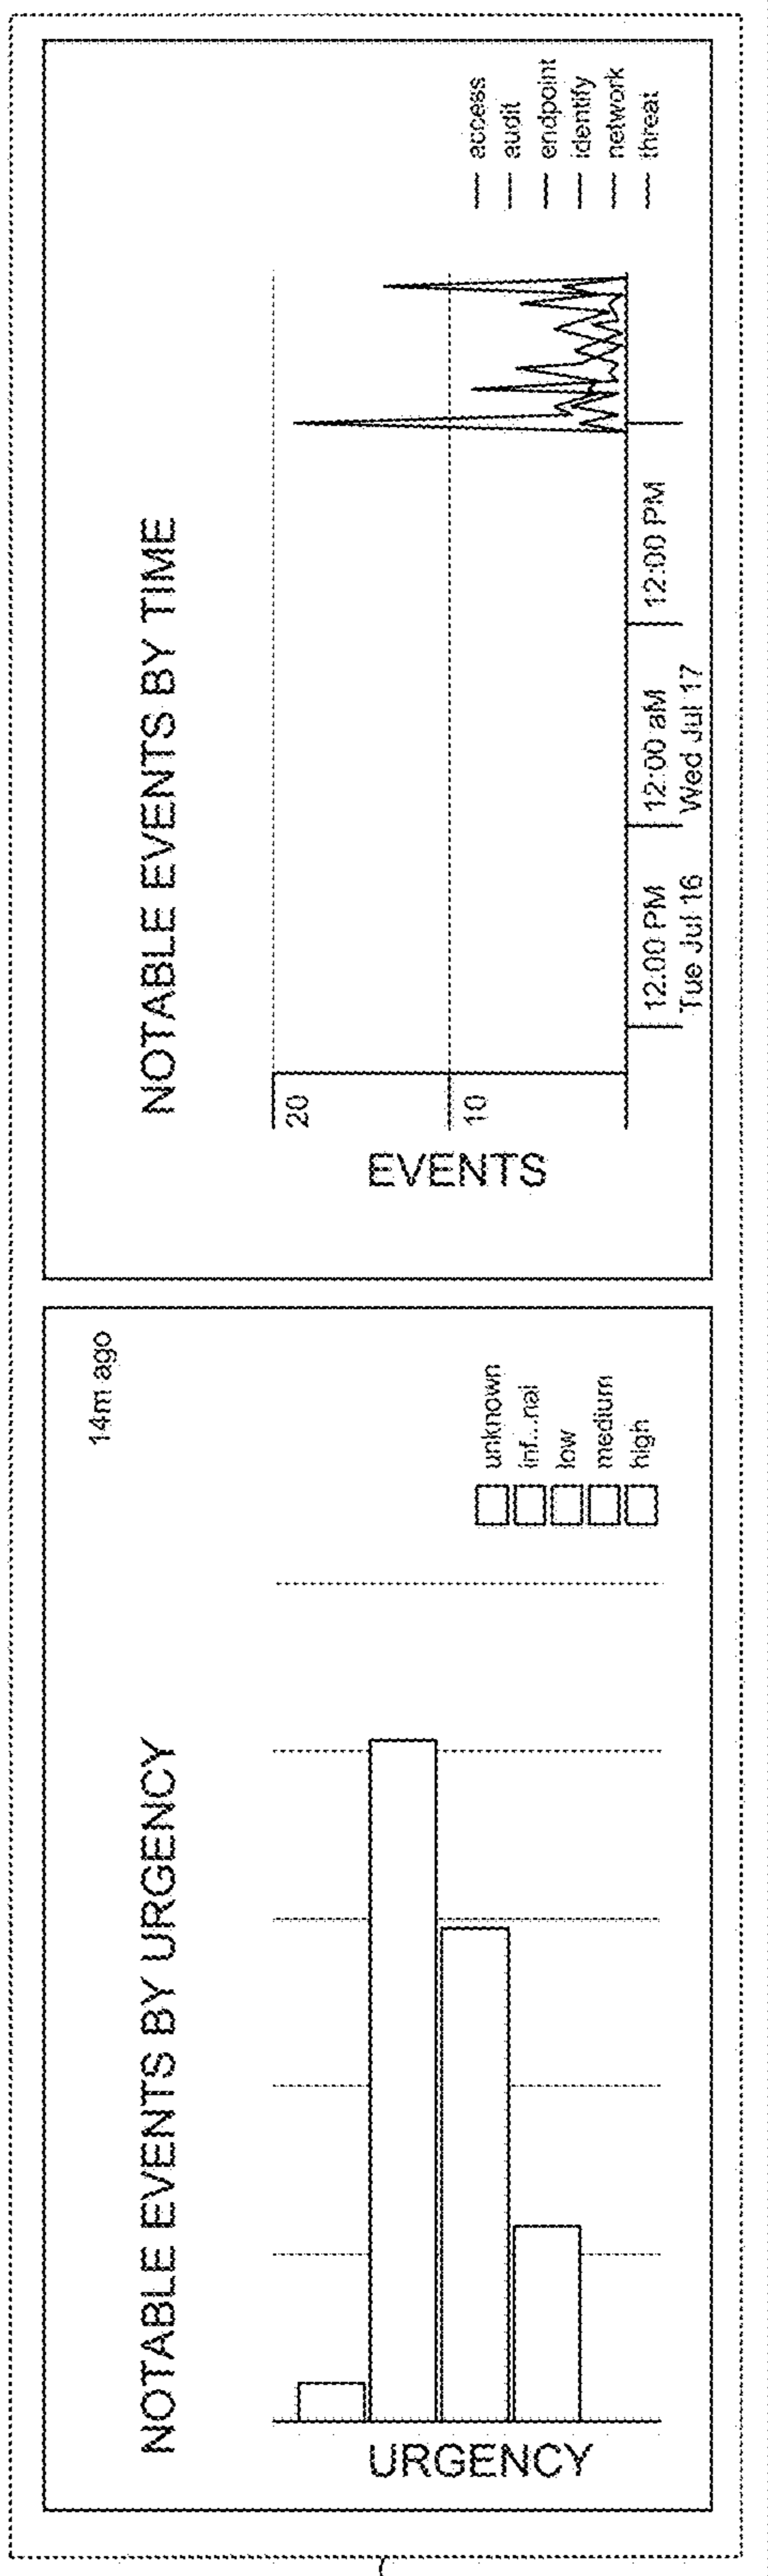 NOTABLE EVENTS BY URGENCY
14m ago
URGENCY
unknown
inf...nal
low
medium
high
NOTABLE EVENTS BY TIME
EVENTS
20
10
12.00 PM
Tue Jul 16
12:00 aM
Wed Jul 17
12:00 PM
access
audit
endpoint
identify
network
threat